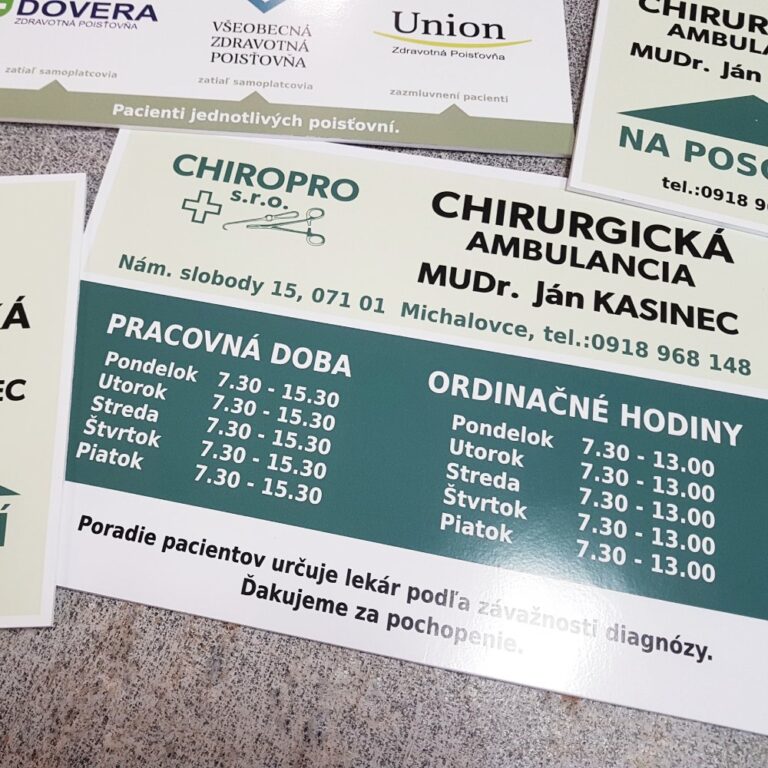 DOVERA
ZDRAVOTNÁ POISŤOVŇA
zatiaľ samoplatcovia
VŠEOBECNÁ
ZDRAVOTNÁ
POISŤOVŇA
zatiaľ samoplatcovia
Union
Zdravotná Poisťovňa
zazmluvnení pacienti
Pacienti jednotlivých poisťovní.
CHIRURGICK
AMBULA
MUDr. Ján
NA POSC
tel.:0918 96
CHIROPRO
s.r.o.
CHIRURGICKÁ
AMBULANCIA
MUDr. Ján KASINEC
Nám. slobody 15, 071 01 Michalovce, tel.:0918 968 148
PRACOVNÁ DOBA
Pondelok 7.30 - 15.30
Utorok 7.30 - 15.30
Streda 7.30 - 15.30
Štvrtok 7.30 - 15.30
Piatok 7.30 - 15.30
ORDINAČNÉ HODINY
Pondelok 7.30 - 13.00
Utorok 7.30 - 13.00
Streda 7.30 - 13.00
Štvrtok 7.30 - 13.00
Piatok 7.30 - 13.00
Poradie pacientov určuje lekár podľa závažnosti diagnózy.
Ďakujeme za pochopenie.
KÁ
EC
Í